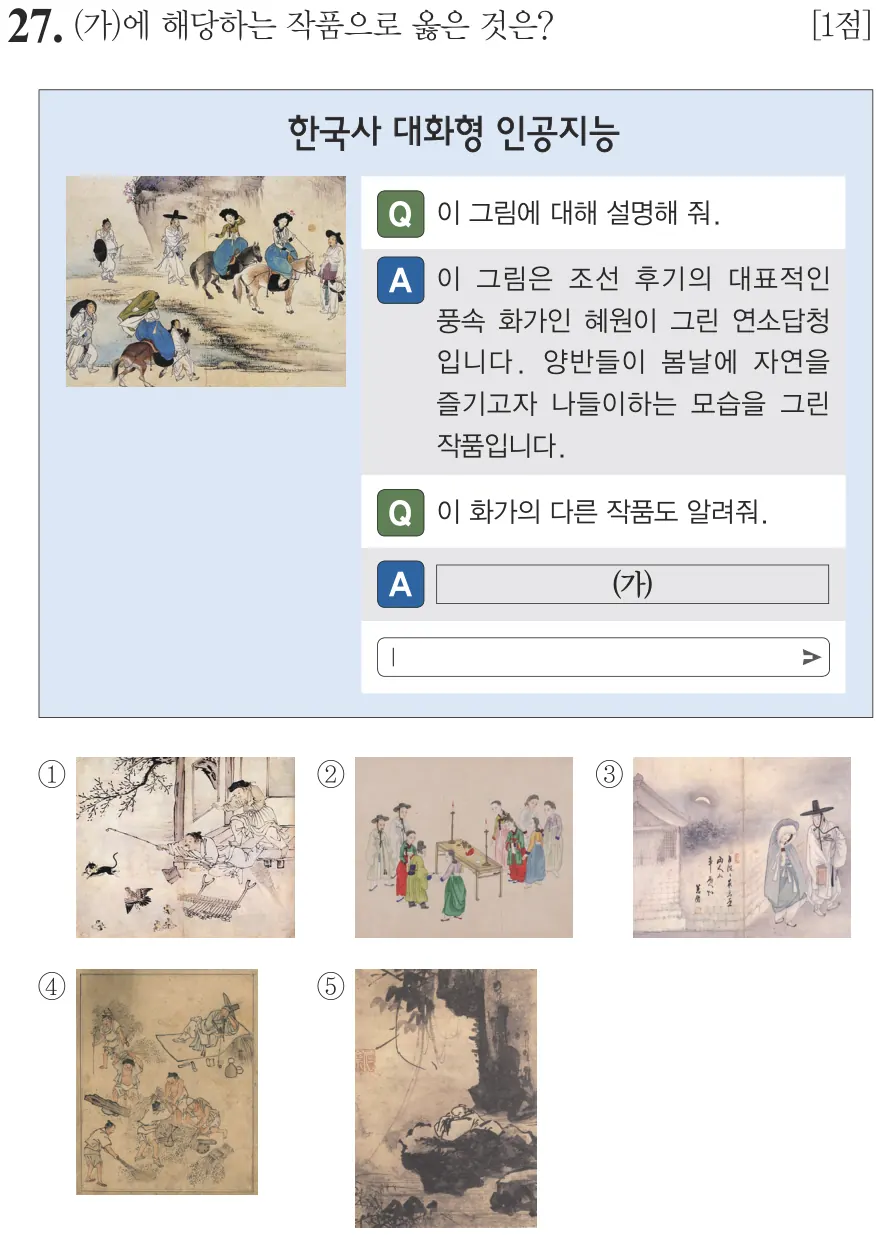 27. (가)에 해당하는 작품으로 옳은 것은? [1점]
한국사 대화형 인공지능
Q 이 그림에 대해 설명해 줘.
A 이 그림은 조선 후기의 대표적인
풍속 화가인 혜원이 그린 연소답청
입니다. 양반들이 봄날에 자연을
즐기고자 나들이하는 모습을 그린
작품입니다.
Q 이 화가의 다른 작품도 알려줘.
A (가)
① ② ③
④ ⑤